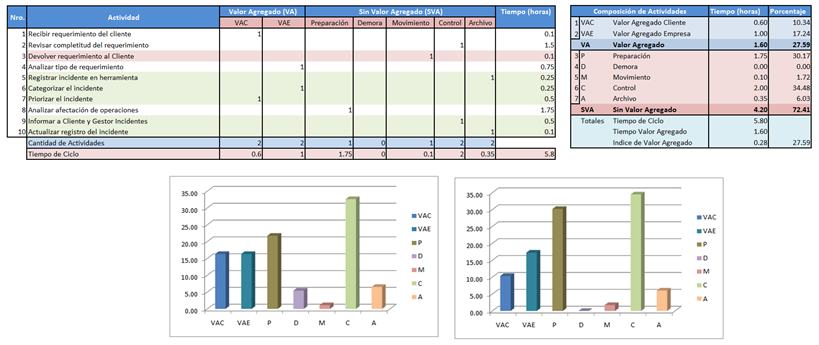 Nro. Actividad Valor Agregado (VA) Sin Valor Agregado (SVA) Tiempo (horas)
VAC VAE Preparación Demora Movimiento Control Archivo
1 Recibir requerimiento del cliente 1 0.1
2 Revisar completitud del requerimiento 1 1.5
3 Devolver requerimiento al Cliente 1 0.1
4 Analizar tipo de requerimiento 1 0.75
5 Registrar incidente en herramienta 1 0.25
6 Categorizar el incidente 1 0.25
7 Priorizar el incidente 1 0.5
8 Analizar afectación de operaciones 1 1.75
9 Informar a Cliente y Gestor Incidentes 1 0.5
10 Actualizar registro del incidente 1 0.1
Cantidad de Actividades 2 2 1 0 1 2 2
Tiempo de Ciclo 0.6 1 1.75 0 0.1 2 0.35 5.8
Composición de Actividades Tiempo (horas) Porcentaje
1 VAC Valor Agregado Cliente 0.60 10.34
2 VAE Valor Agregado Empresa 1.00 17.24
VA Valor Agregado 1.60 27.59
3 P Preparación 1.75 30.17
4 D Demora 0.00 0.00
5 M Movimiento 0.10 1.72
6 C Control 2.00 34.48
7 A Archivo 0.35 6.03
SVA Sin Valor Agregado 4.20 72.41
Totales Tiempo de Ciclo 5.80
Tiempo Valor Agregado 1.60
Indice de Valor Agregado 0.28 27.59
35.00
30.00
25.00
20.00
15.00
10.00
5.00
0.00
VAC VAE P D M C A
VAC
VAE
P
D
M
C
A
35.00
30.00
25.00
20.00
15.00
10.00
5.00
0.00
VAC VAE P D M C A
VAC
VAE
P
D
M
C
A